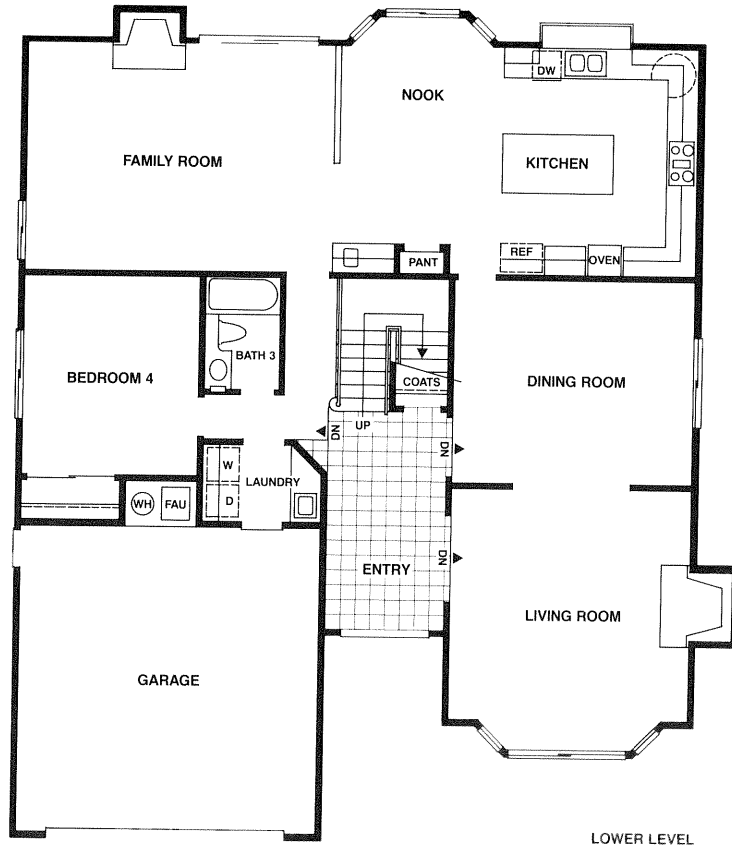 DW
NOOK
FAMILY ROOM
KITCHEN
REF
OVEN
PANT
BATH 3
BEDROOM 4
COATS
DINING ROOM
UP
DN
DN
W
LAUNDRY
D
WH
FAU
DN
ENTRY
LIVING ROOM
GARAGE
LOWER LEVEL